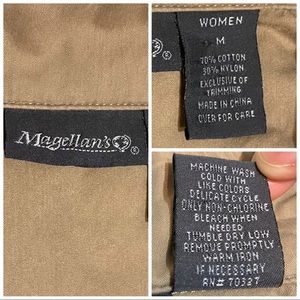 Magellan's ®
WOMEN
M
70% COTTON
30% NYLON
EXCLUSIVE OF
TRIMMING
MADE IN CHINA
OVER FOR CARE
MACHINE WASH
COLD WITH
LIKE COLORS
DELICATE CYCLE
ONLY NON-CHLORINE
BLEACH WHEN
NEEDED
TUMBLE DRY LOW
REMOVE PROMPTLY
WARM IRON
IF NECESSARY
RN# 70327